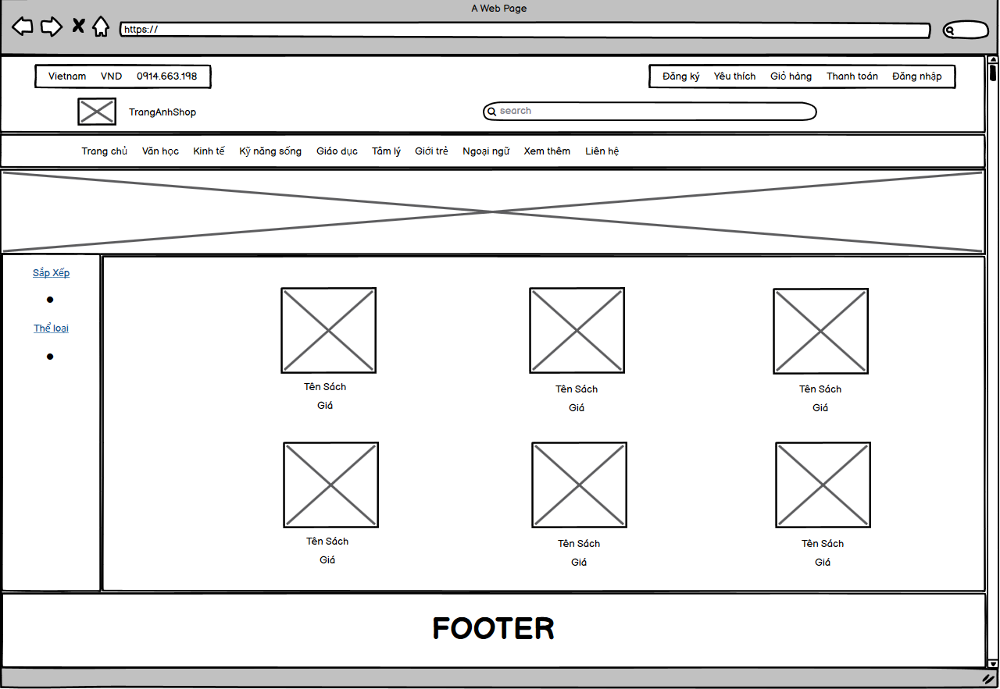 A Web Page
https://
Vietnam VND 0914.663.198 Đăng ký Yêu thích Giỏ hàng Thanh toán Đăng nhập
TrangAnhShop search
Trang chủ Văn học Kinh tế Kỹ năng sống Giáo dục Tâm lý Giới trẻ Ngoại ngữ Xem thêm Liên hệ
Sắp Xếp
Thể loại
Tên Sách Tên Sách Tên Sách
Giá Giá Giá
Tên Sách Tên Sách Tên Sách
Giá Giá Giá
FOOTER